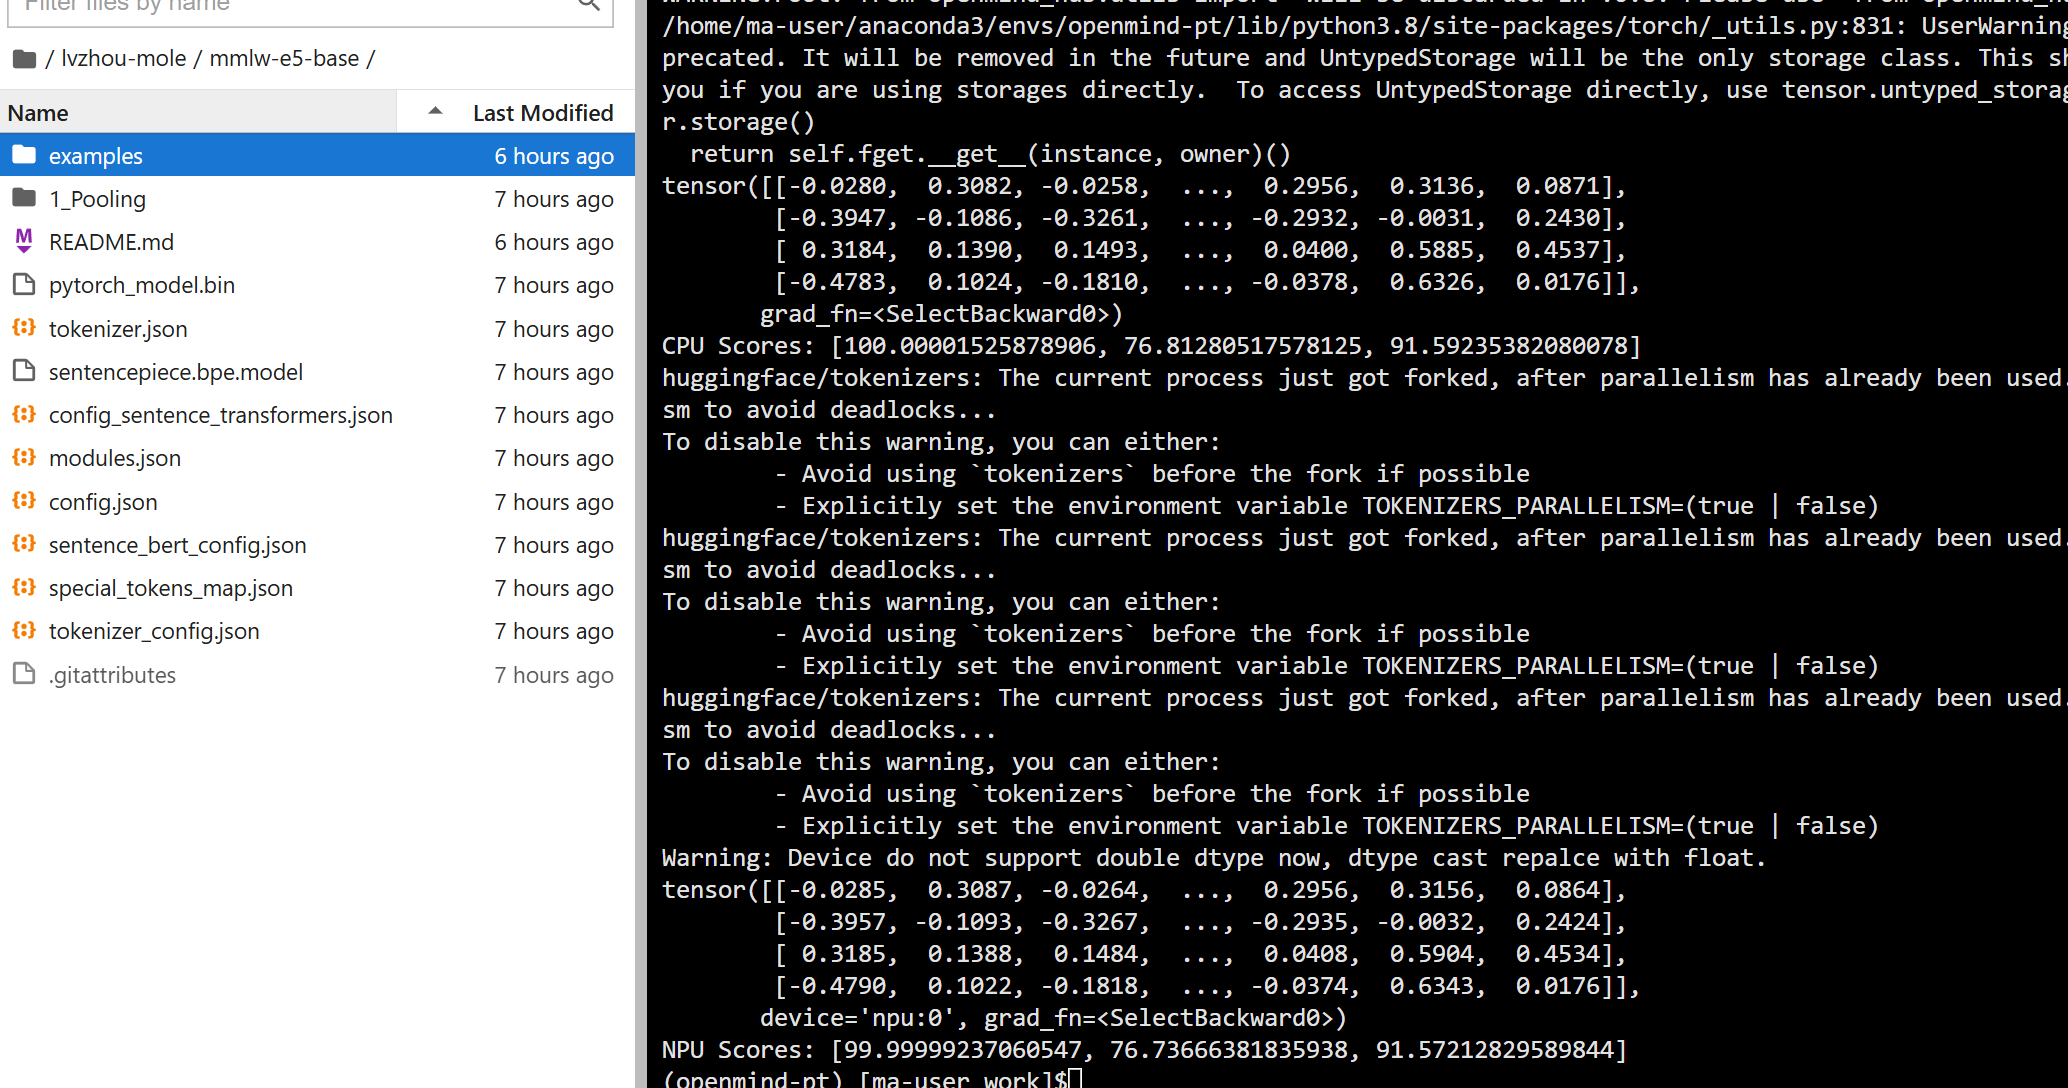 Filter files by name
/ lvzhou-mole / mmlw-e5-base /
Name Last Modified
examples 6 hours ago
1_Pooling 7 hours ago
README.md 6 hours ago
pytorch_model.bin 7 hours ago
tokenizer.json 7 hours ago
sentencepiece.bpe.model 7 hours ago
config_sentence_transformers.json 7 hours ago
modules.json 7 hours ago
config.json 7 hours ago
sentence_bert_config.json 7 hours ago
special_tokens_map.json 7 hours ago
tokenizer_config.json 7 hours ago
.gitattributes 7 hours ago
/home/ma-user/anaconda3/envs/openmind-pt/lib/python3.8/site-packages/torch/_utils.py:831: UserWarning
precated. It will be removed in the future and UntypedStorage will be the only storage class. This sh
you if you are using storages directly.  To access UntypedStorage directly, use tensor.untyped_storag
r.storage()
  return self.fget.__get__(instance, owner)()
tensor([[-0.0280,  0.3082, -0.0258,  ...,  0.2956,  0.3136,  0.0871],
        [-0.3947, -0.1086, -0.3261,  ..., -0.2932, -0.0031,  0.2430],
        [ 0.3184,  0.1390,  0.1493,  ...,  0.0400,  0.5885,  0.4537],
        [-0.4783,  0.1024, -0.1810,  ..., -0.0378,  0.6326,  0.0176]],
       grad_fn=<SelectBackward0>)
CPU Scores: [100.00001525878906, 76.81280517578125, 91.59235382080078]
huggingface/tokenizers: The current process just got forked, after parallelism has already been used.
sm to avoid deadlocks...
To disable this warning, you can either:
        - Avoid using `tokenizers` before the fork if possible
        - Explicitly set the environment variable TOKENIZERS_PARALLELISM=(true | false)
huggingface/tokenizers: The current process just got forked, after parallelism has already been used.
sm to avoid deadlocks...
To disable this warning, you can either:
        - Avoid using `tokenizers` before the fork if possible
        - Explicitly set the environment variable TOKENIZERS_PARALLELISM=(true | false)
huggingface/tokenizers: The current process just got forked, after parallelism has already been used.
sm to avoid deadlocks...
To disable this warning, you can either:
        - Avoid using `tokenizers` before the fork if possible
        - Explicitly set the environment variable TOKENIZERS_PARALLELISM=(true | false)
Warning: Device do not support double dtype now, dtype cast repalce with float.
tensor([[-0.0285,  0.3087, -0.0264,  ...,  0.2956,  0.3156,  0.0864],
        [-0.3957, -0.1093, -0.3267,  ..., -0.2935, -0.0032,  0.2424],
        [ 0.3185,  0.1388,  0.1484,  ...,  0.0408,  0.5904,  0.4534],
        [-0.4790,  0.1022, -0.1818,  ..., -0.0374,  0.6343,  0.0176]],
       device='npu:0', grad_fn=<SelectBackward0>)
NPU Scores: [99.99999237060547, 76.73666381835938, 91.57212829589844]
(openmind-pt) [ma-user work]$